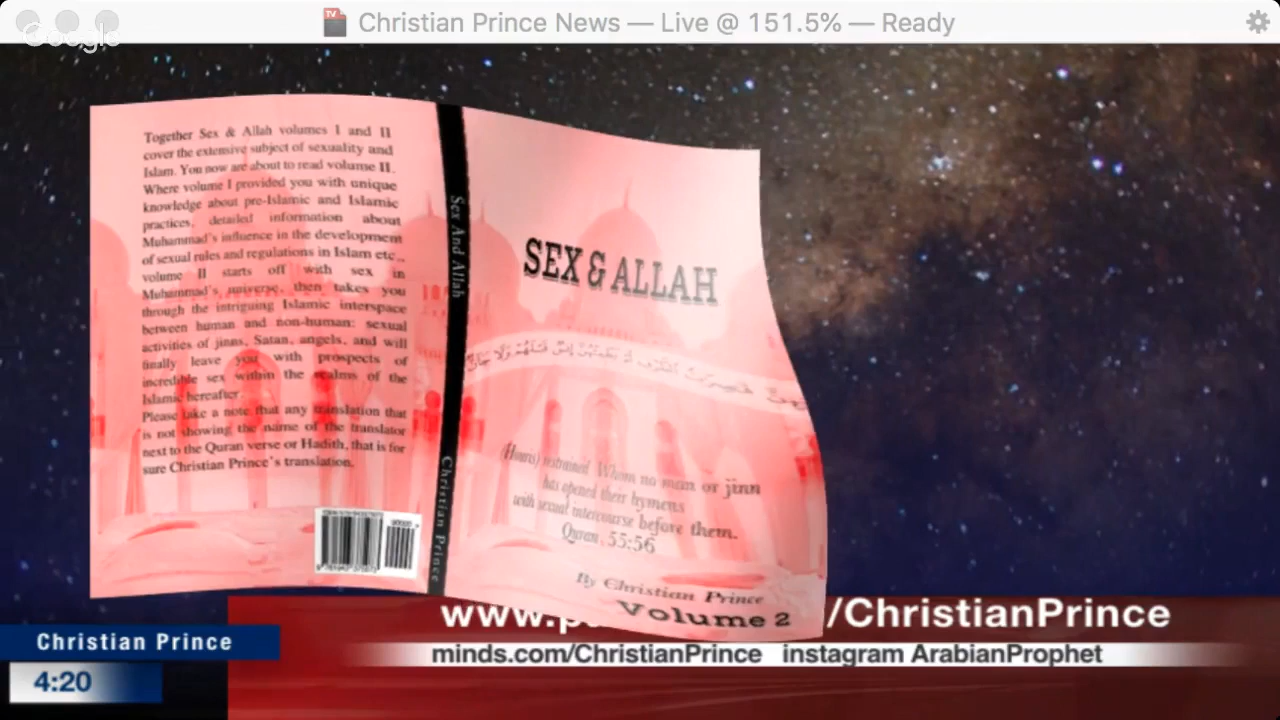 Christian Prince News — Live @ 151.5% — Ready
Google
Together Sex & Allah volumes I and II
cover the extensive subject of sexuality and
Islam. You now are about to read volume II.
Where volume I provided you with unique
knowledge about pre-Islamic and Islamic
practices, detailed information about
Muhammad's influence in the development
of sexual rules and regulations in Islam etc.,
volume II starts off with sex in
Muhammad's universe, then takes you
through the intriguing Islamic interspace
between human and non-human: sexual
activities of jinns, Satan, angels, and will
finally leave you with prospects of
incredible sex within the realms of the
Islamic hereafter.
Please take a note that any translation that
is not showing the name of the translator
next to the Quran verse or Hadith, that is for
sure Christian Prince's translation.
Sex And Allah
Christian Prince
SEX & ALLAH
(Houris) restrained. Whom no man or jinn
has opened their hymens
with sexual intercourse before them.
Quran, 55:56
By Christian Prince
Volume 2
www.p /ChristianPrince
minds.com/ChristianPrince instagram ArabianProphet
Christian Prince
4:20